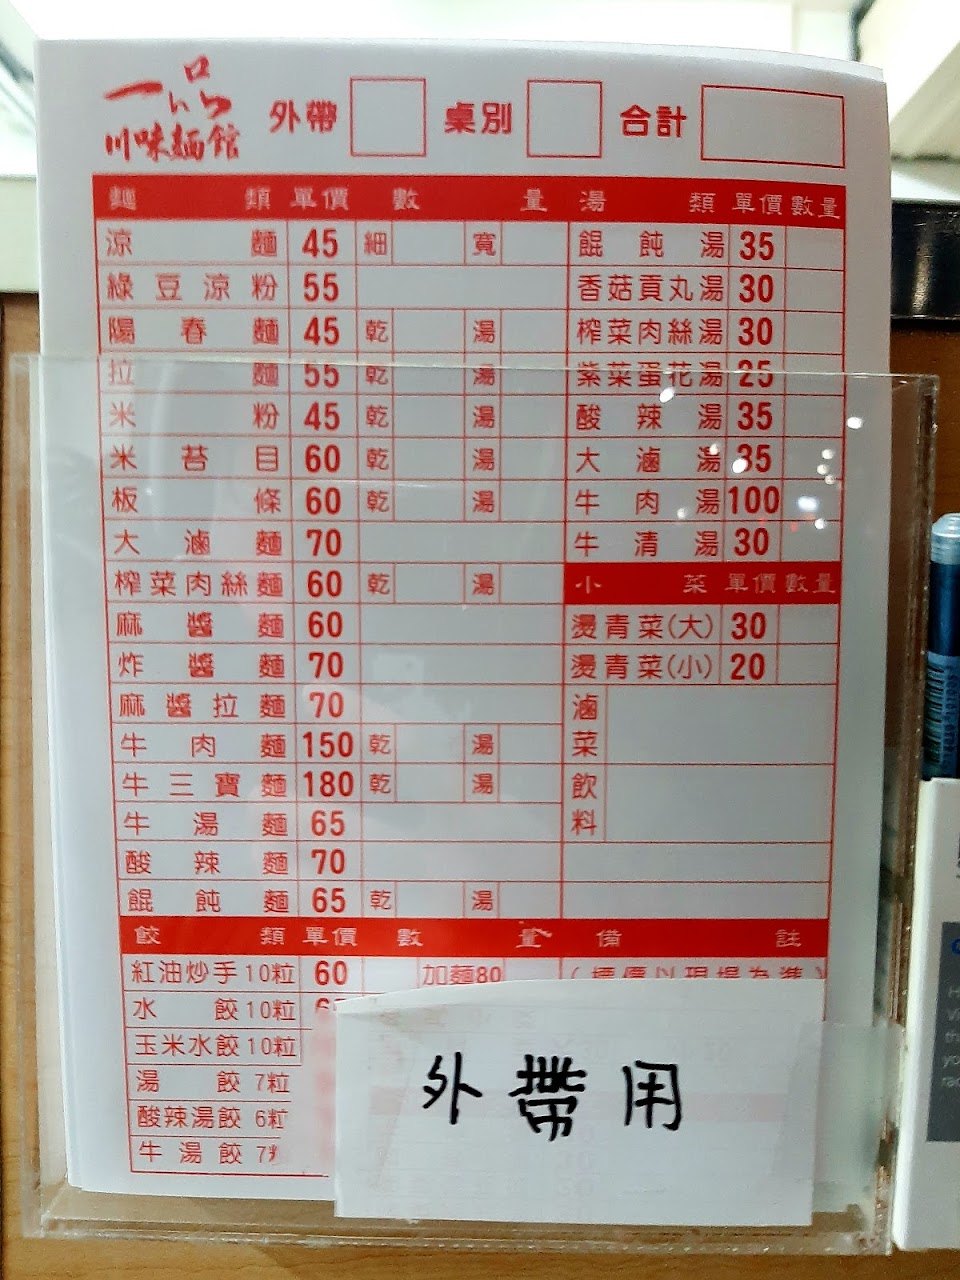 一品
川味麵館
外帶 桌別 合計
麵類 單價 數量 湯類 單價 數量
涼麵 45 細 寬 餛飩湯 35
綠豆涼粉 55 香菇貢丸湯 30
陽春麵 45 乾 湯 榨菜肉絲湯 30
拉麵 55 乾 湯 紫菜蛋花湯 25
米粉 45 乾 湯 酸辣湯 35
米苔目 60 乾 湯 大滷湯 35
板條 60 乾 湯 牛肉湯 100
大滷麵 70 牛清湯 30
榨菜肉絲麵 60 乾 湯 小菜 單價 數量
麻醬麵 60 燙青菜(大) 30
炸醬麵 70 燙青菜(小) 20
麻醬拉麵 70 滷菜
牛肉麵 150 乾 湯
牛三寶麵 180 乾 湯 飲料
牛湯麵 65
酸辣麵 70
餛飩麵 65 乾 湯
餃類 單價 數量 備註
紅油炒手10粒 60 加麵80 (標價以現場為準)
水餃10粒
玉米水餃10粒
湯餃 7粒
酸辣湯餃 6粒
牛湯餃 7粒
外帶用